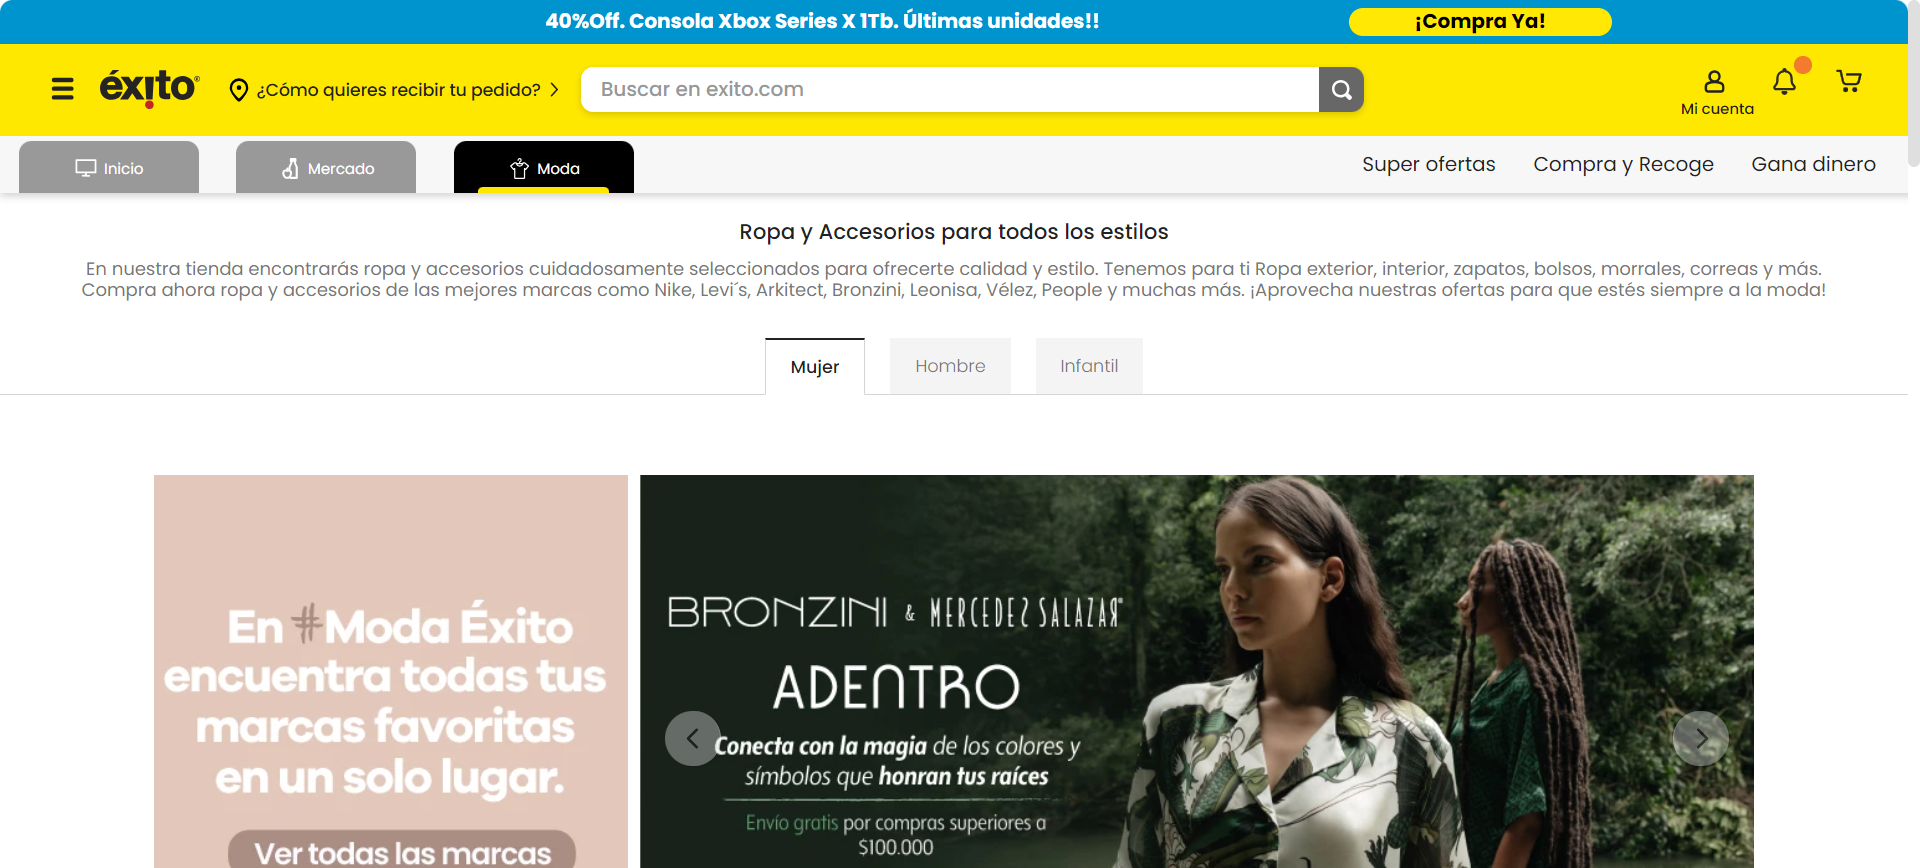 40%Off. Consola Xbox Series X 1Tb. Últimas unidades!!
¡Compra Ya!
éxito
¿Cómo quieres recibir tu pedido?
Buscar en exito.com
Mi cuenta
Inicio
Mercado
Moda
Super ofertas
Compra y Recoge
Gana dinero
Ropa y Accesorios para todos los estilos
En nuestra tienda encontrarás ropa y accesorios cuidadosamente seleccionados para ofrecerte calidad y estilo. Tenemos para ti Ropa exterior, interior, zapatos, bolsos, morrales, correas y más.
Compra ahora ropa y accesorios de las mejores marcas como Nike, Levi´s, Arkitect, Bronzini, Leonisa, Vélez, People y muchas más. ¡Aprovecha nuestras ofertas para que estés siempre a la moda!
Mujer
Hombre
Infantil
En #Moda Éxito
encuentra todas tus
marcas favoritas
en un solo lugar.
Ver todas las marcas
BRONZINI & MERCEDES SALAZAR®
ADENTRO
Conecta con la magia de los colores y
símbolos que honran tus raíces
Envío gratis por compras superiores a
$100.000